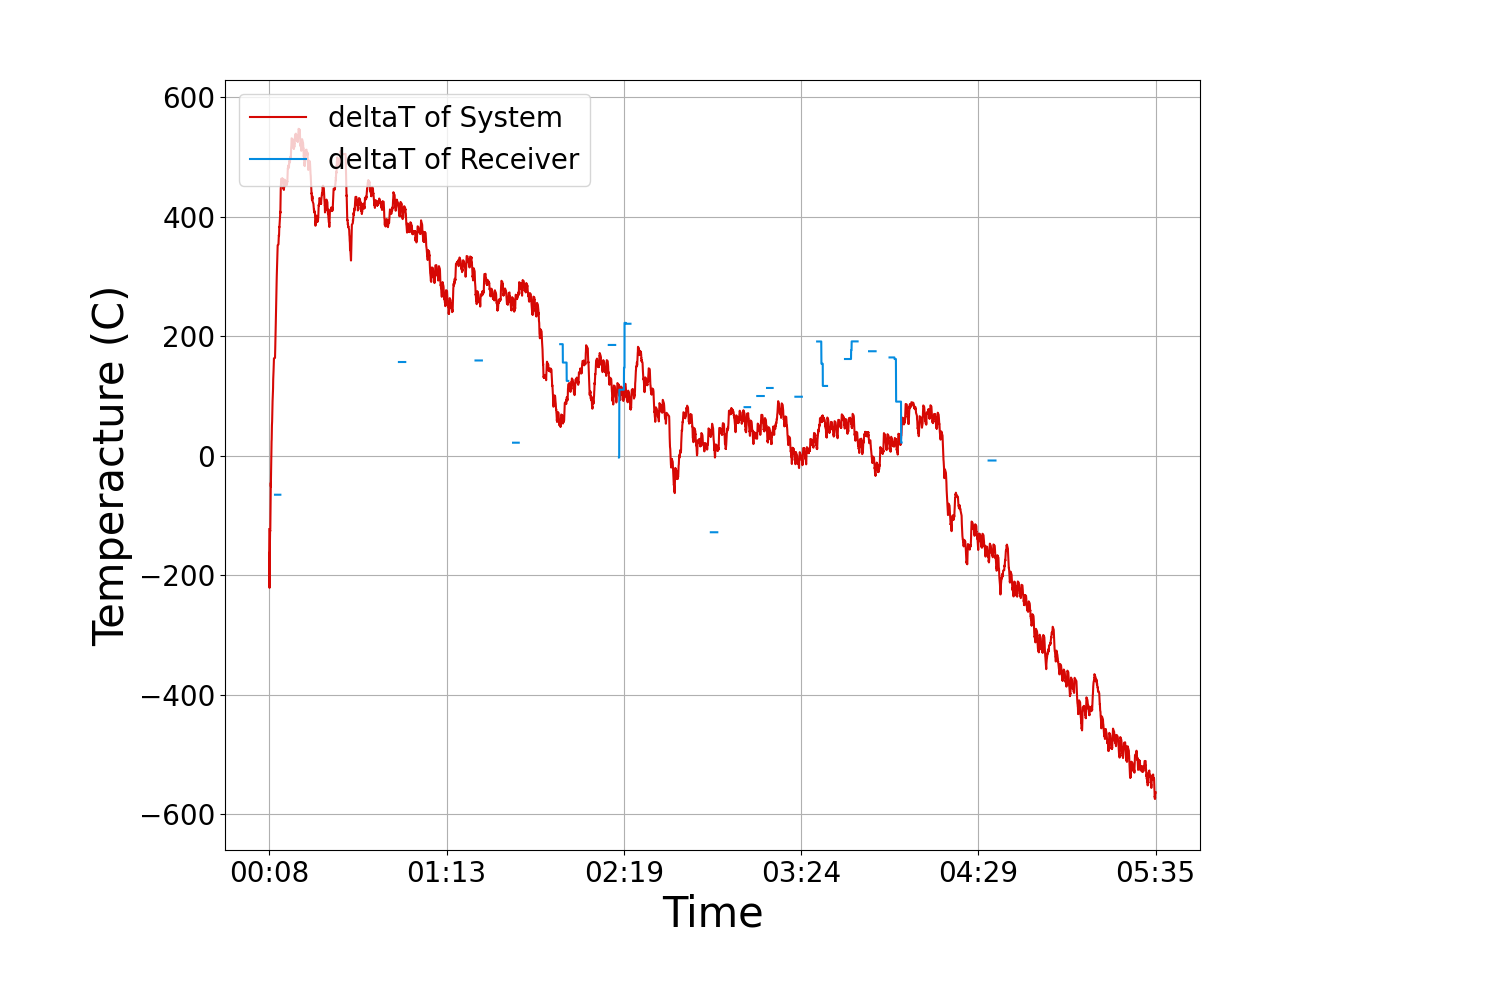 deltaT of System
deltaT of Receiver
600
400
200
0
−200
−400
−600
Temperacture (C)
00:08 01:13 02:19 03:24 04:29 05:35
Time